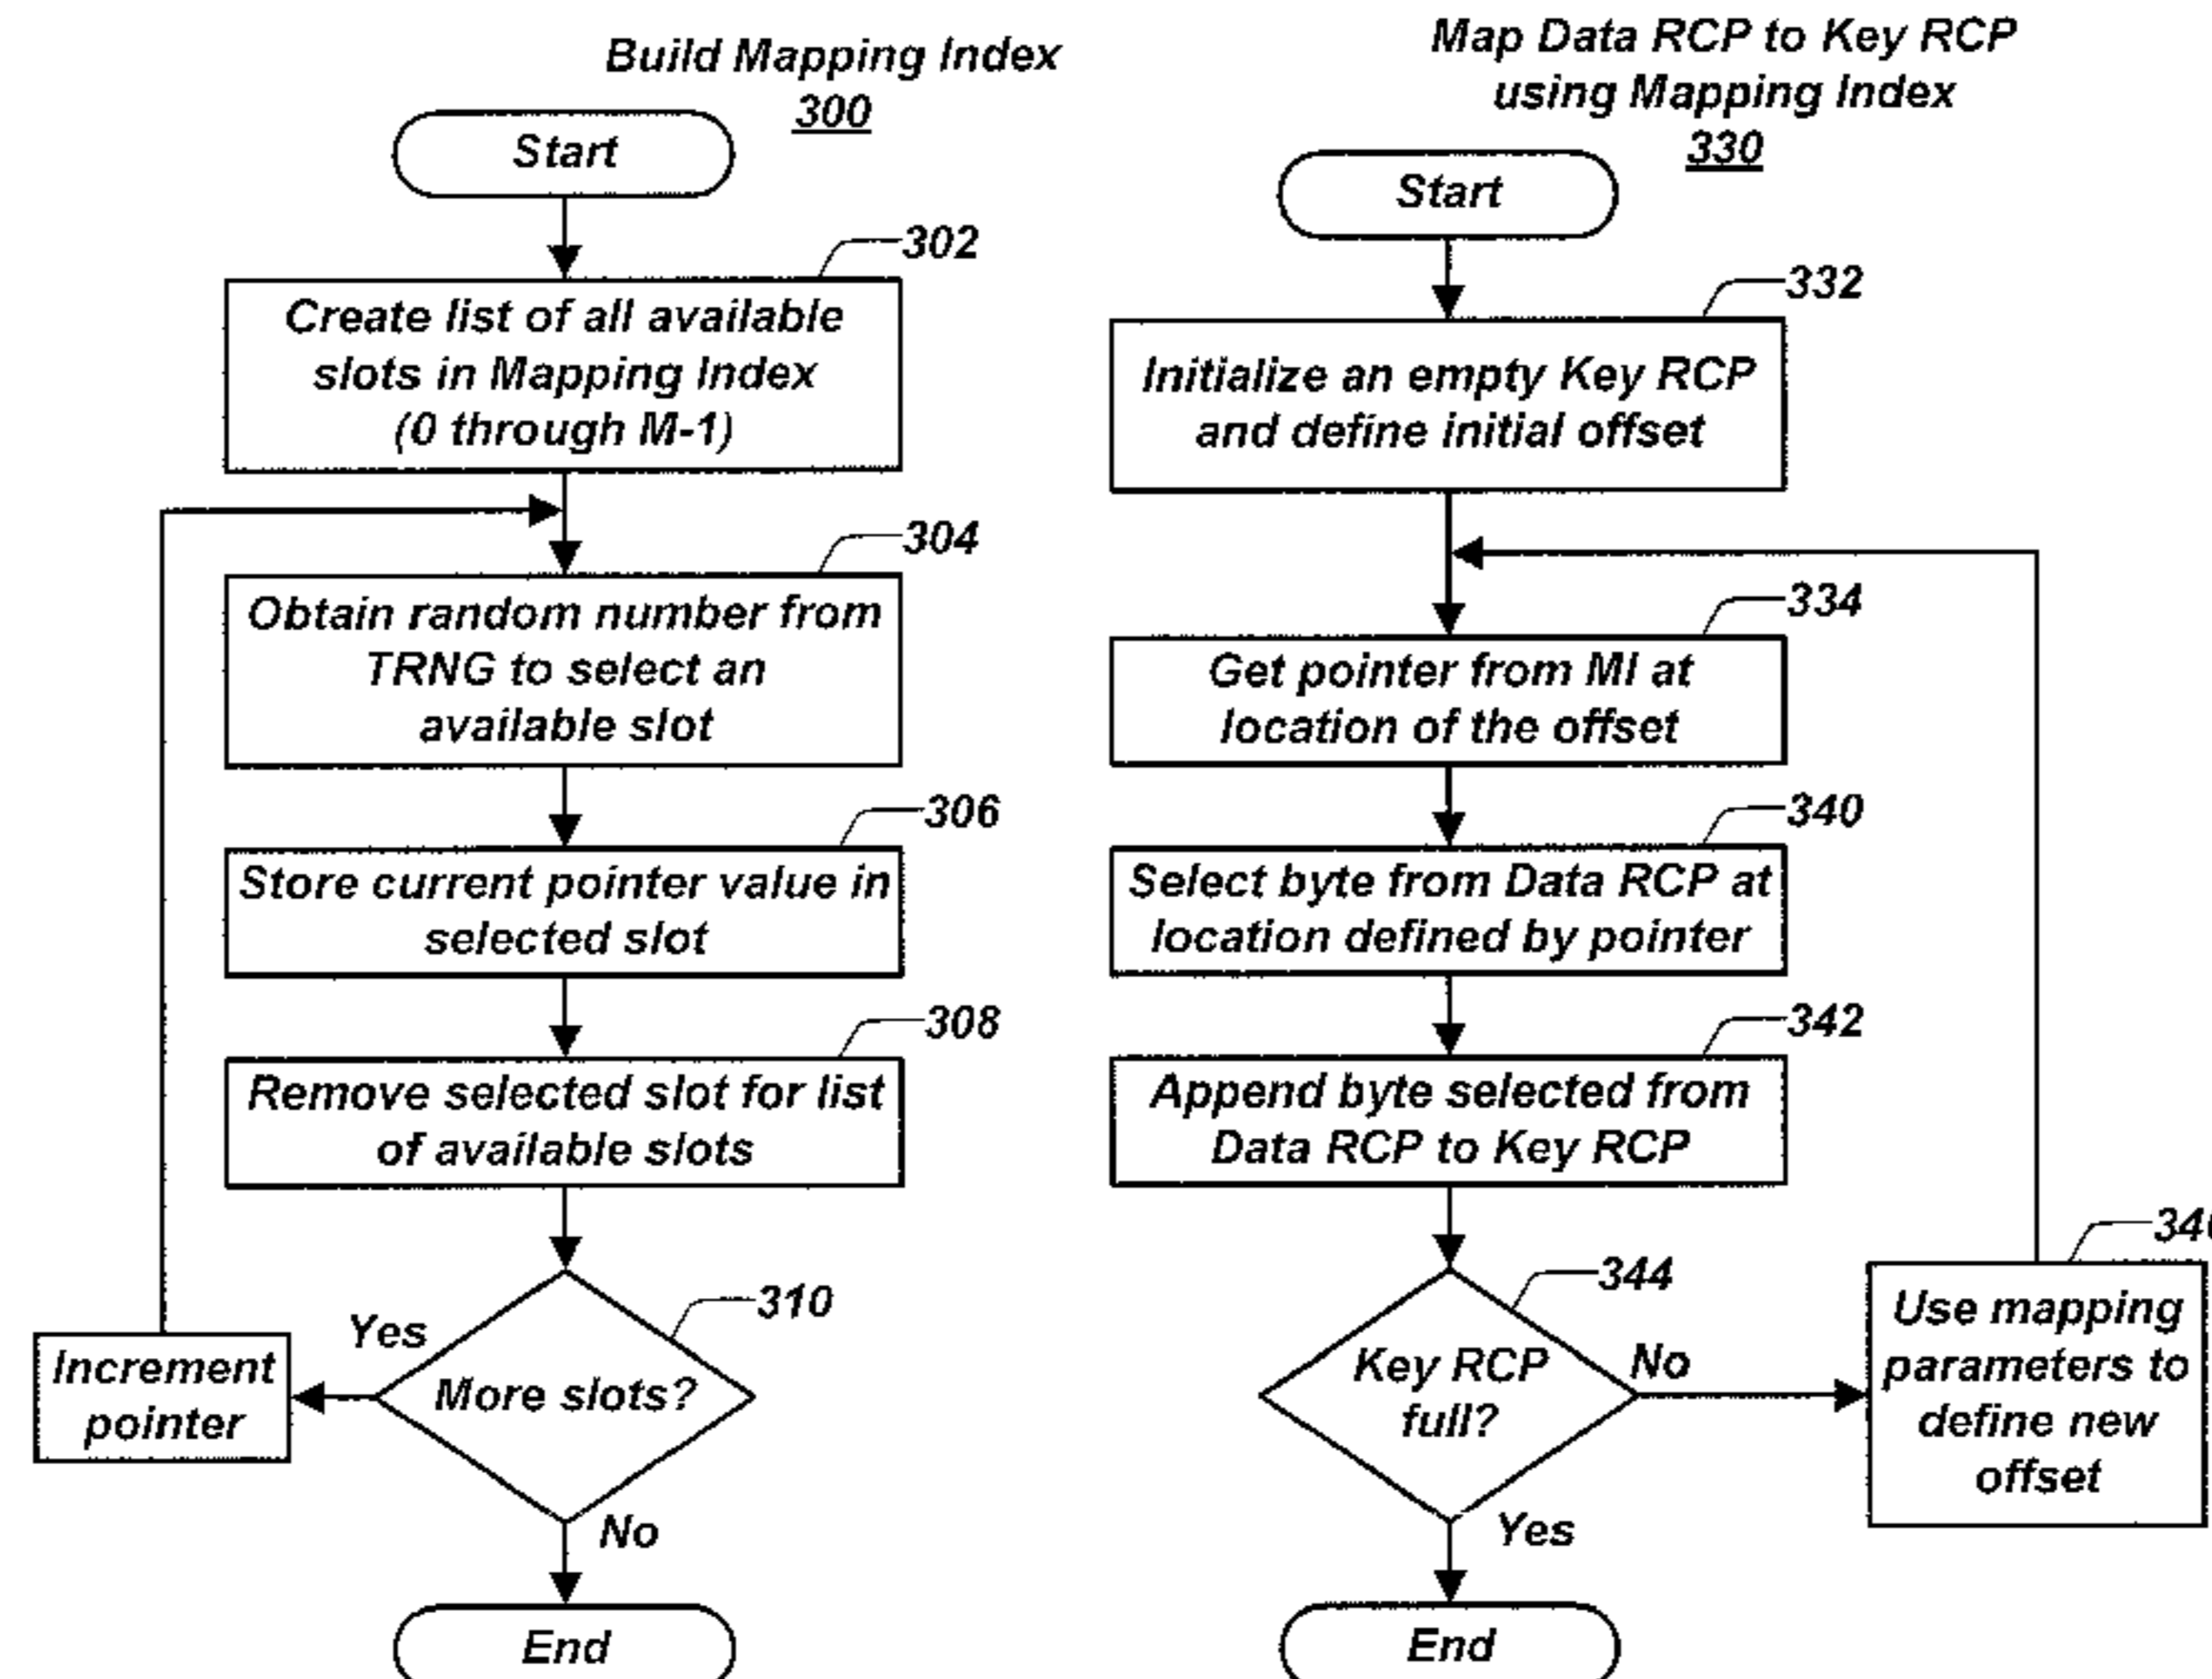 Build Mapping Index
300
Start
302
Create list of all available
slots in Mapping Index
(0 through M-1)
304
Obtain random number from
TRNG to select an
available slot
306
Store current pointer value in
selected slot
308
Remove selected slot for list
of available slots
310
More slots?
Yes
Increment
pointer
No
End
Map Data RCP to Key RCP
using Mapping Index
330
Start
332
Initialize an empty Key RCP
and define initial offset
334
Get pointer from MI at
location of the offset
340
Select byte from Data RCP at
location defined by pointer
342
Append byte selected from
Data RCP to Key RCP
344
Key RCP
full?
No
Use mapping
parameters to
define new
offset
Yes
End